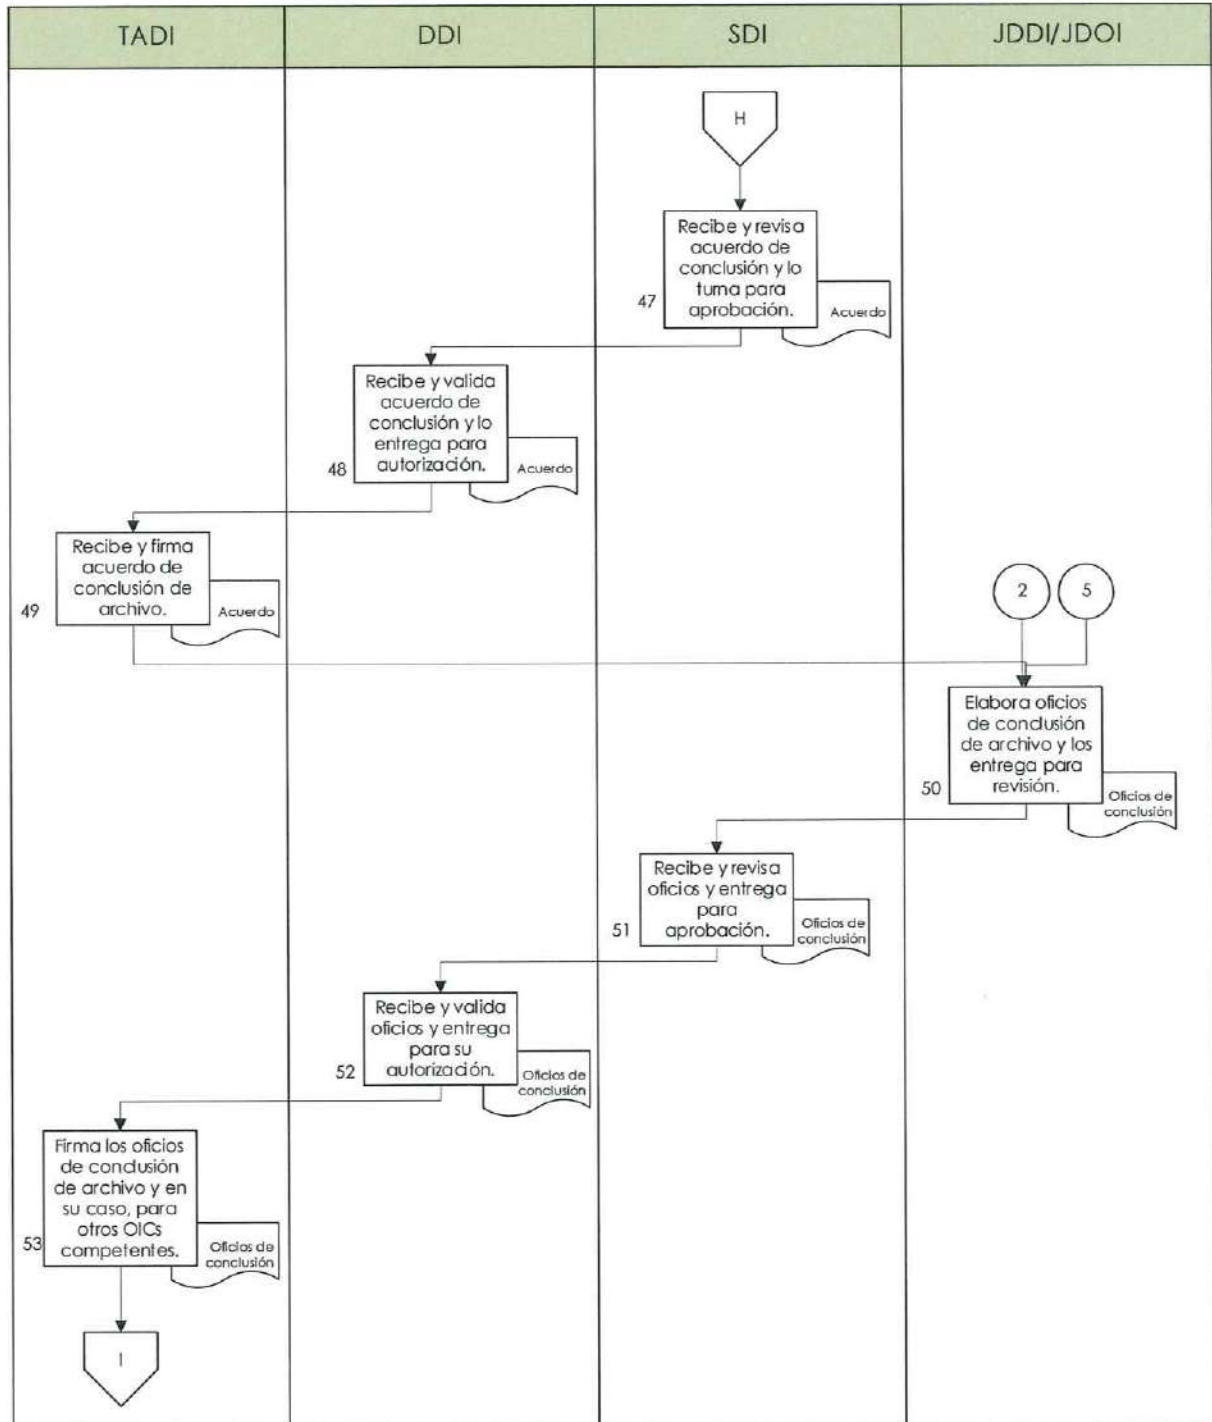 TADI
DDI
SDI
JDDI/JDOI
H
Recibe y revisa
acuerdo de
conclusión y lo
turna para
aprobación.
47
Acuerdo
Recibe y valida
acuerdo de
conclusión y lo
entrega para
autorización.
48
Acuerdo
Recibe y firma
acuerdo de
conclusión de
archivo.
49
Acuerdo
2
5
Elabora oficios
de conclusión
de archivo y los
entrega para
revisión.
50
Oficios de
conclusión
Recibe y revisa
oficios y entrega
para
aprobación.
51
Oficios de
conclusión
Recibe y valida
oficios y entrega
para su
autorización.
52
Oficios de
conclusión
Firma los oficios
de conclusión
de archivo y en
su caso, para
otros OICs
competentes.
53
Oficios de
conclusión
I